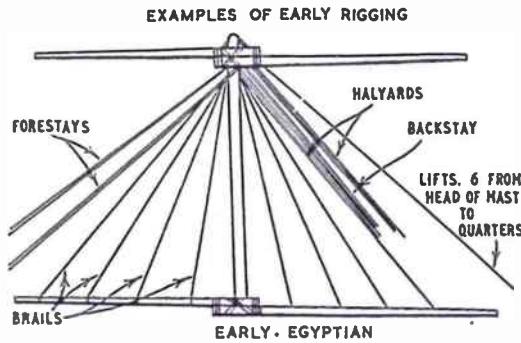 EXAMPLES OF EARLY RIGGING
HALYARDS
FORESTAYS
BACKSTAY
LIFTS. 6 FROM
HEAD OF MAST
TO
QUARTERS
BRAILS
EARLY. EGYPTIAN